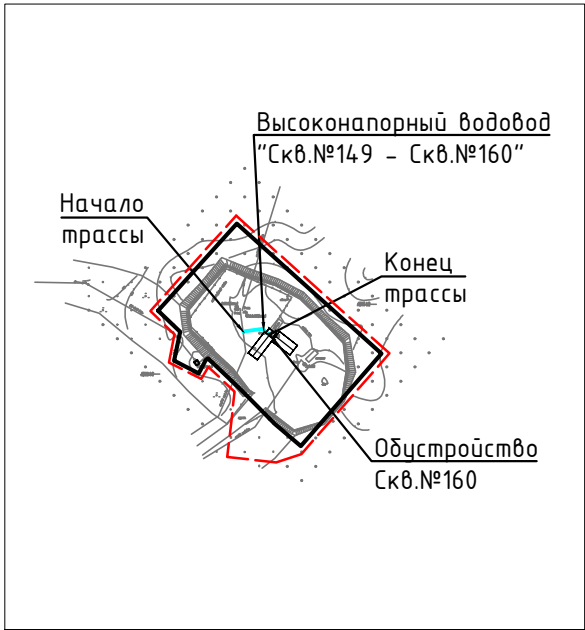 Высоконапорный водовод
"Скв.№149 - Скв.№160"
Начало
трассы
Конец
трассы
Обустройство
Скв.№160